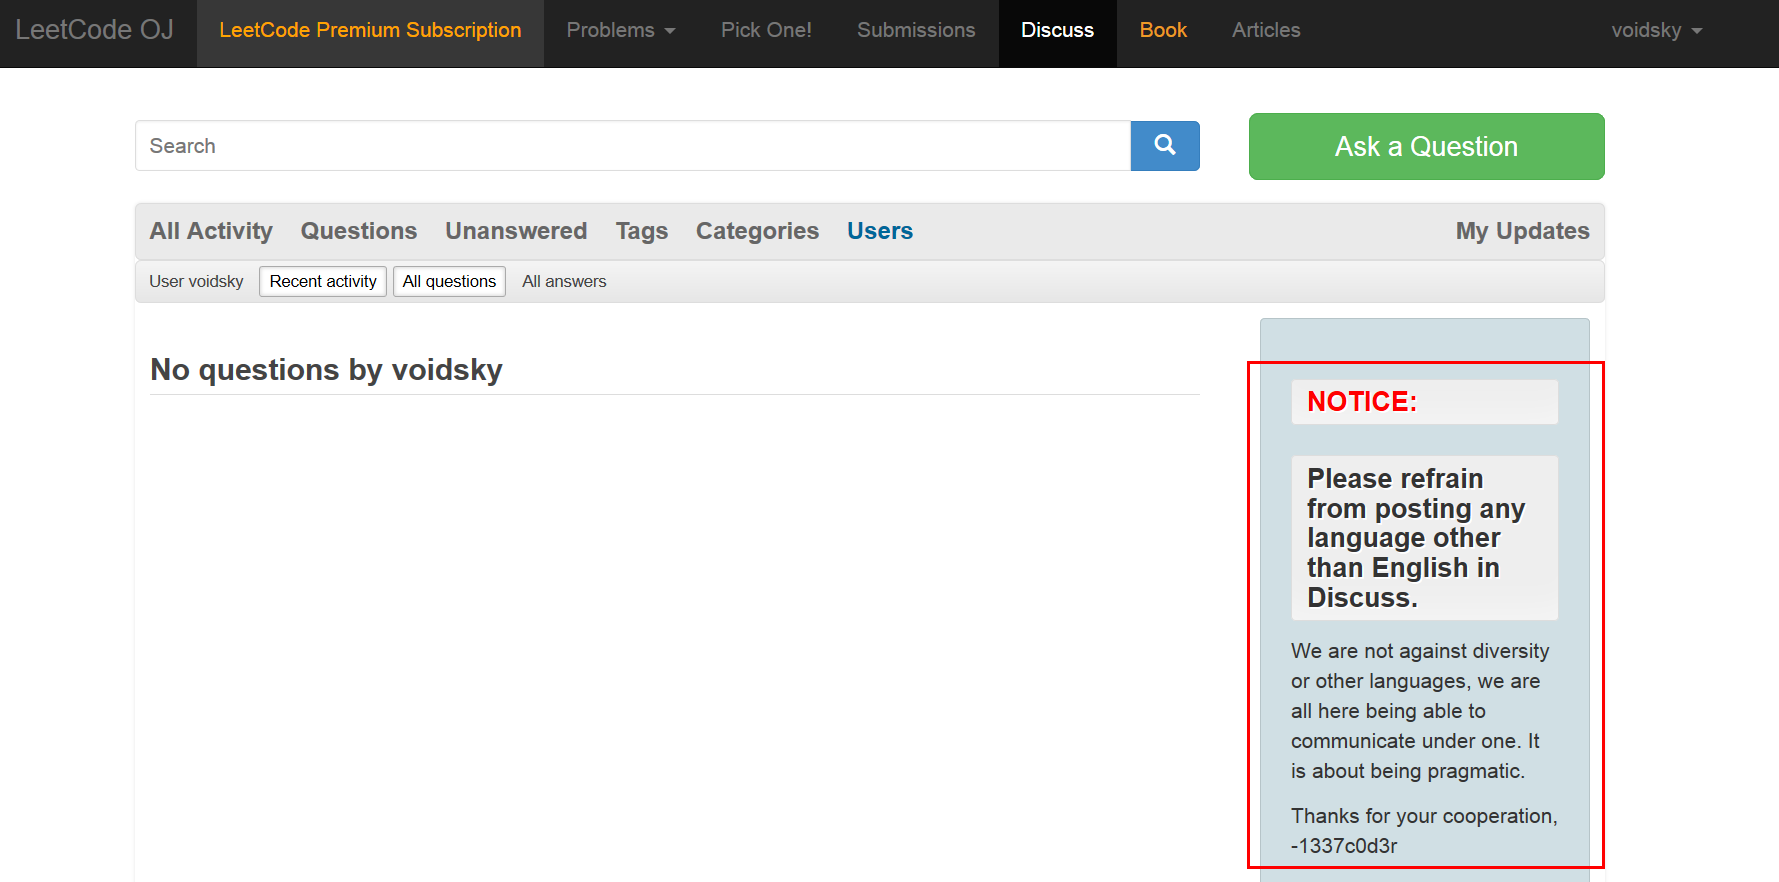 LeetCode OJ LeetCode Premium Subscription Problems Pick One! Submissions Discuss Book Articles voidsky
Search
Ask a Question
All Activity Questions Unanswered Tags Categories Users My Updates
User voidsky Recent activity All questions All answers
No questions by voidsky
NOTICE:
Please refrain
from posting any
language other
than English in
Discuss.
We are not against diversity
or other languages, we are
all here being able to
communicate under one. It
is about being pragmatic.
Thanks for your cooperation,
-1337c0d3r